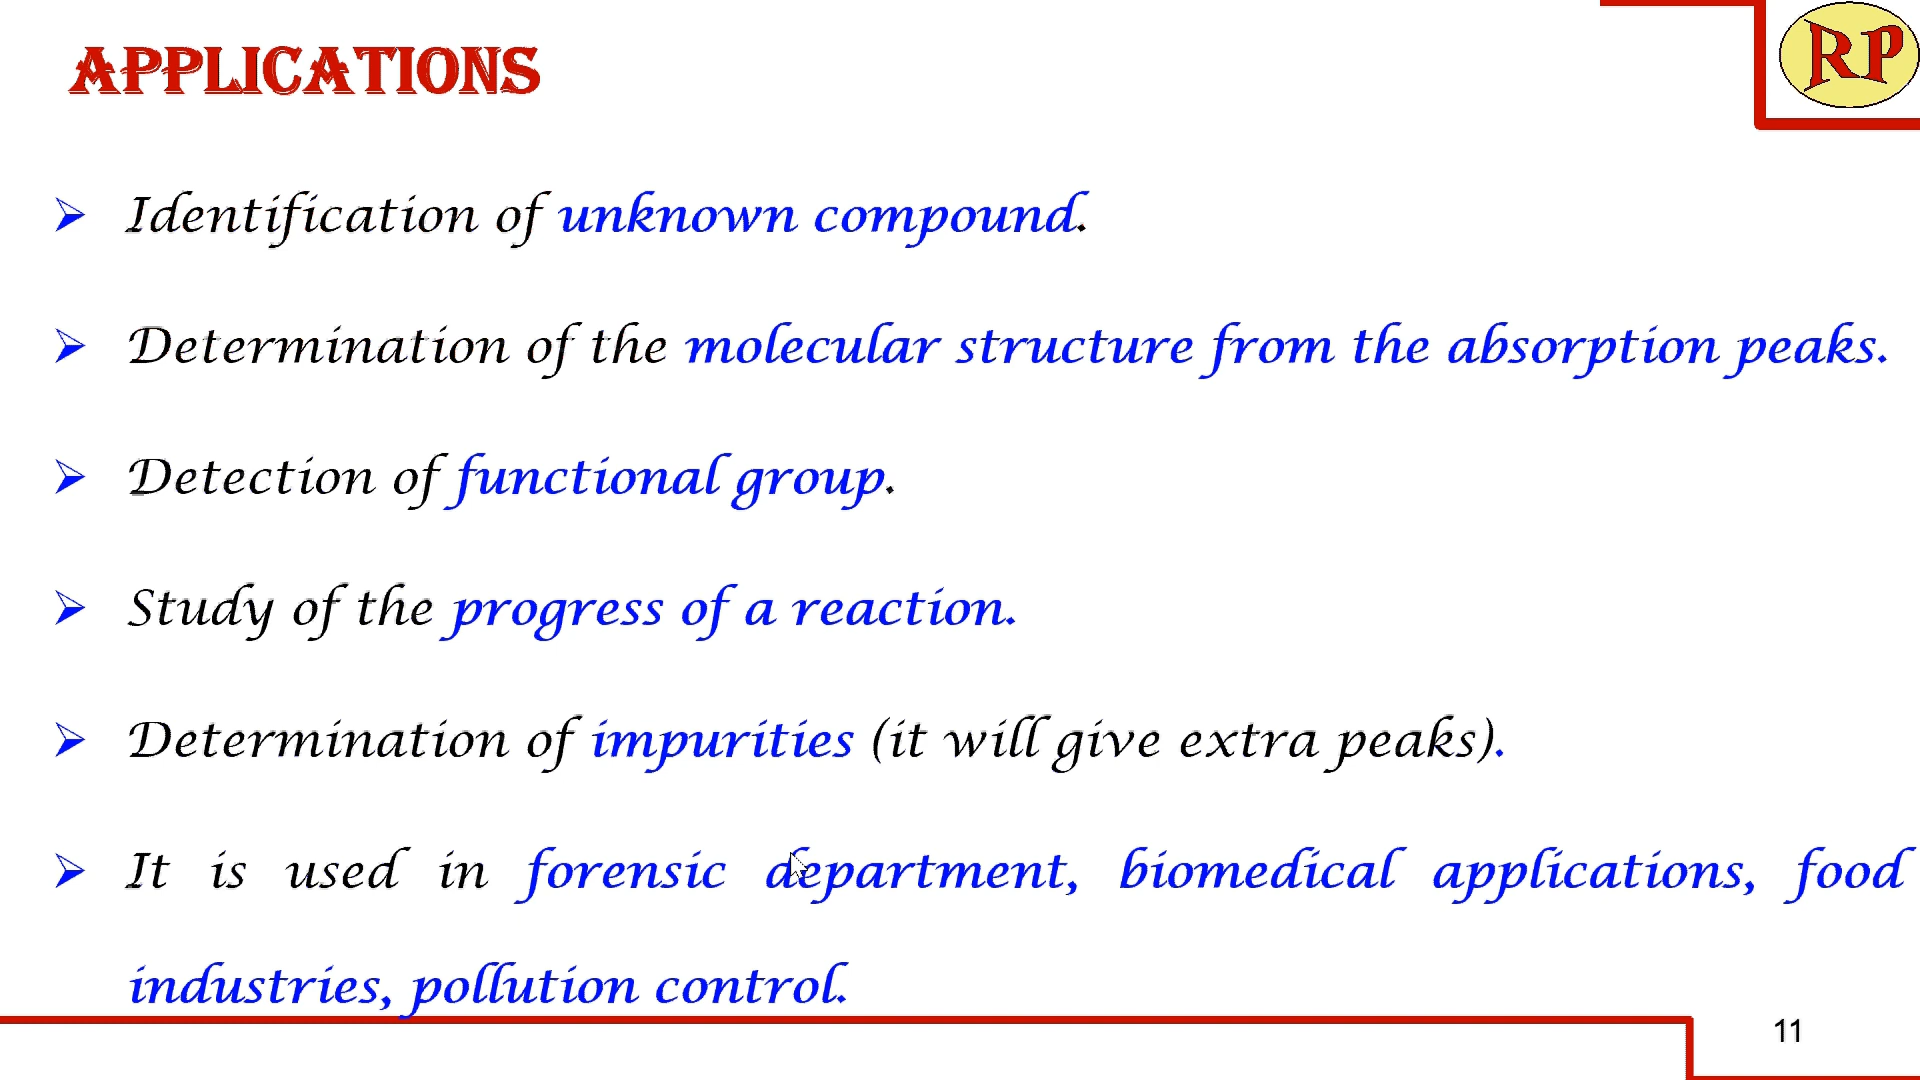 APPLICATIONS
RP
➢ Identification of unknown compound.
➢ Determination of the molecular structure from the absorption peaks.
➢ Detection of functional group.
➢ Study of the progress of a reaction.
➢ Determination of impurities (it will give extra peaks).
➢ It is used in forensic department, biomedical applications, food
industries, pollution control.
11